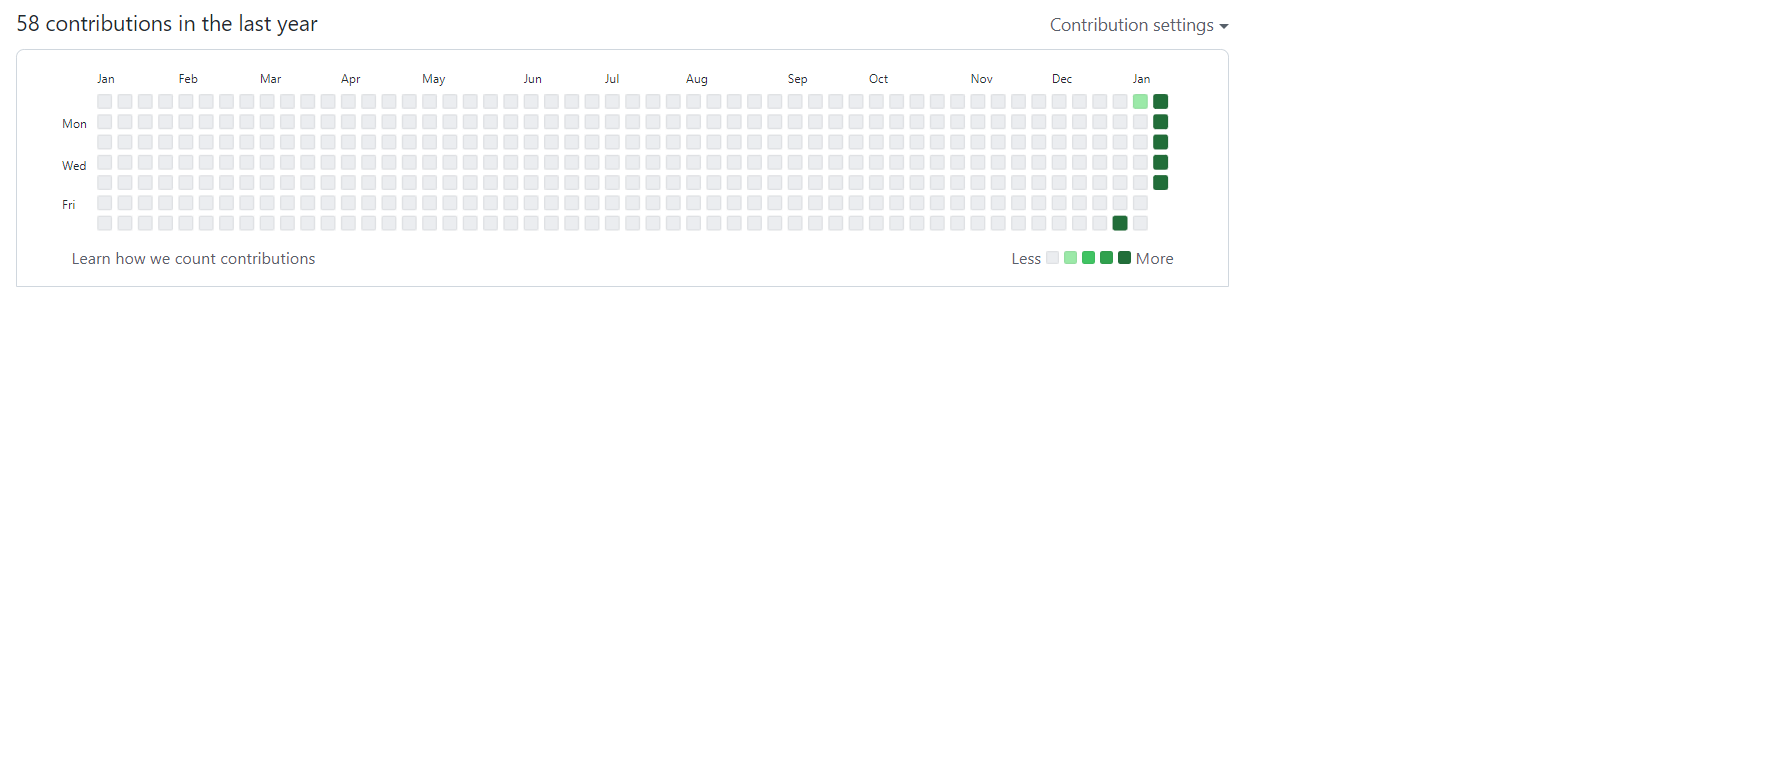 58 contributions in the last year
Contribution settings
Jan Feb Mar Apr May Jun Jul Aug Sep Oct Nov Dec Jan
Mon
Wed
Fri
Learn how we count contributions
Less More